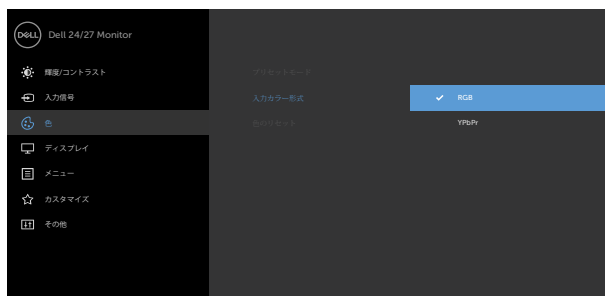 DELL
Dell 24/27 Monitor
輝度/コントラスト
入力信号
色
ディスプレイ
メニュー
カスタマイズ
その他
プリセットモード
入力カラー形式
色のリセット
RGB
YPbPr